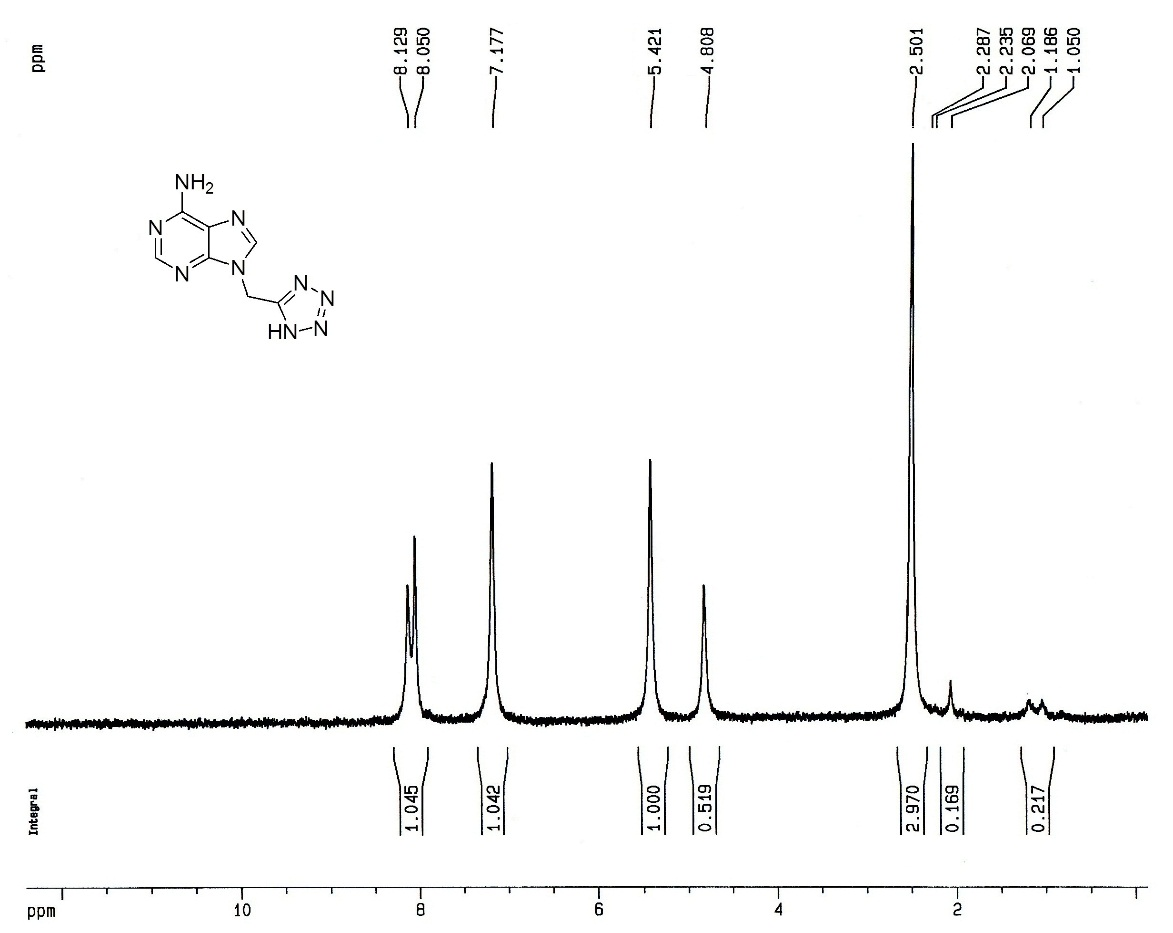 ppm
8.129
8.050
7.177
5.421
4.808
2.501
2.287
2.235
2.069
1.186
1.050
NH2
N
N
N
N
N
N
N
HN
Integral
1.045
1.042
1.000
0.519
2.970
0.169
0.217
ppm
10
8
6
4
2